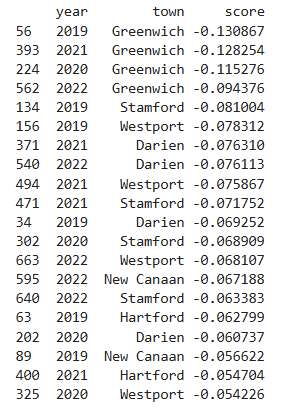 year town score
56 2019 Greenwich -0.130867
393 2021 Greenwich -0.128254
224 2020 Greenwich -0.115276
562 2022 Greenwich -0.094376
134 2019 Stamford -0.081004
156 2019 Westport -0.078312
371 2021 Darien -0.076310
540 2022 Darien -0.076113
494 2021 Westport -0.075867
471 2021 Stamford -0.071752
34 2019 Darien -0.069252
302 2020 Stamford -0.068909
663 2022 Westport -0.068107
595 2022 New Canaan -0.067188
640 2022 Stamford -0.063383
63 2019 Hartford -0.062799
202 2020 Darien -0.060737
89 2019 New Canaan -0.056622
400 2021 Hartford -0.054704
325 2020 Westport -0.054226